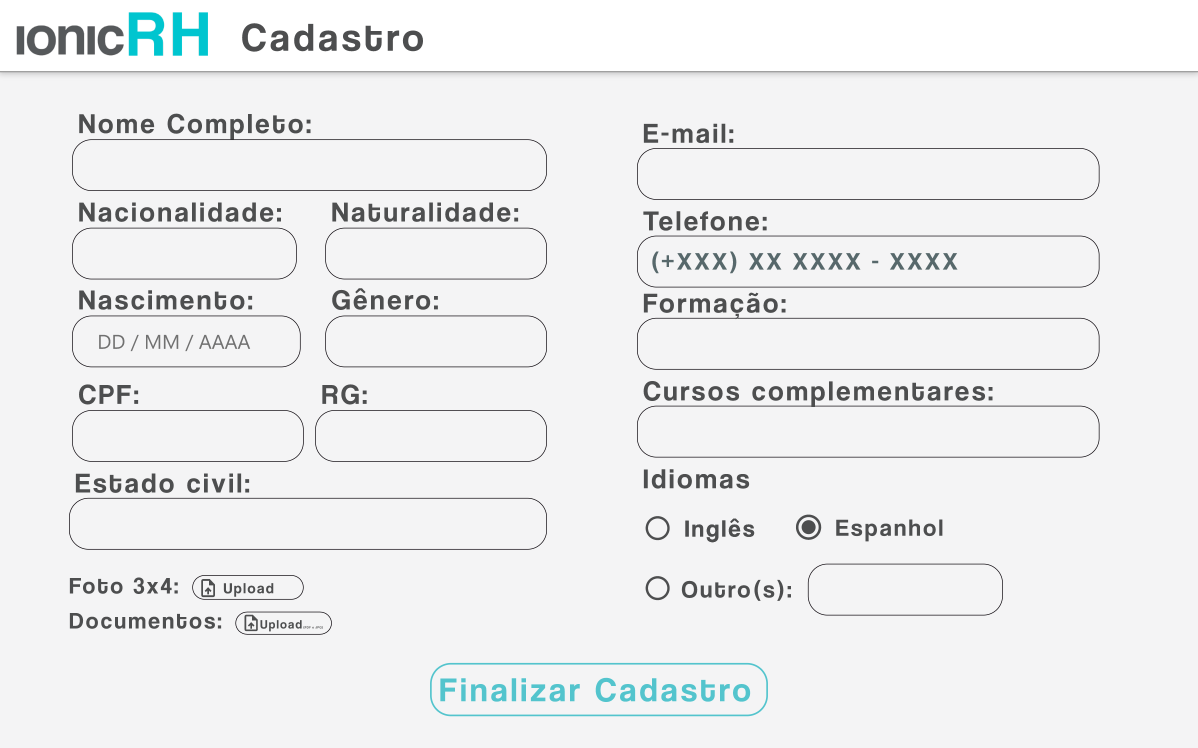 ıonıcRH Cadastro
Nome Completo:
Nacionalidade: Naturalidade:
Nascimento: Gênero:
DD / MM / AAAA
CPF: RG:
Estado civil:
Foto 3x4: Upload
Documentos: Upload
E-mail:
Telefone:
(+XXX) XX XXXX - XXXX
Formação:
Cursos complementares:
Idiomas
Inglês Espanhol
Outro(s):
Finalizar Cadastro